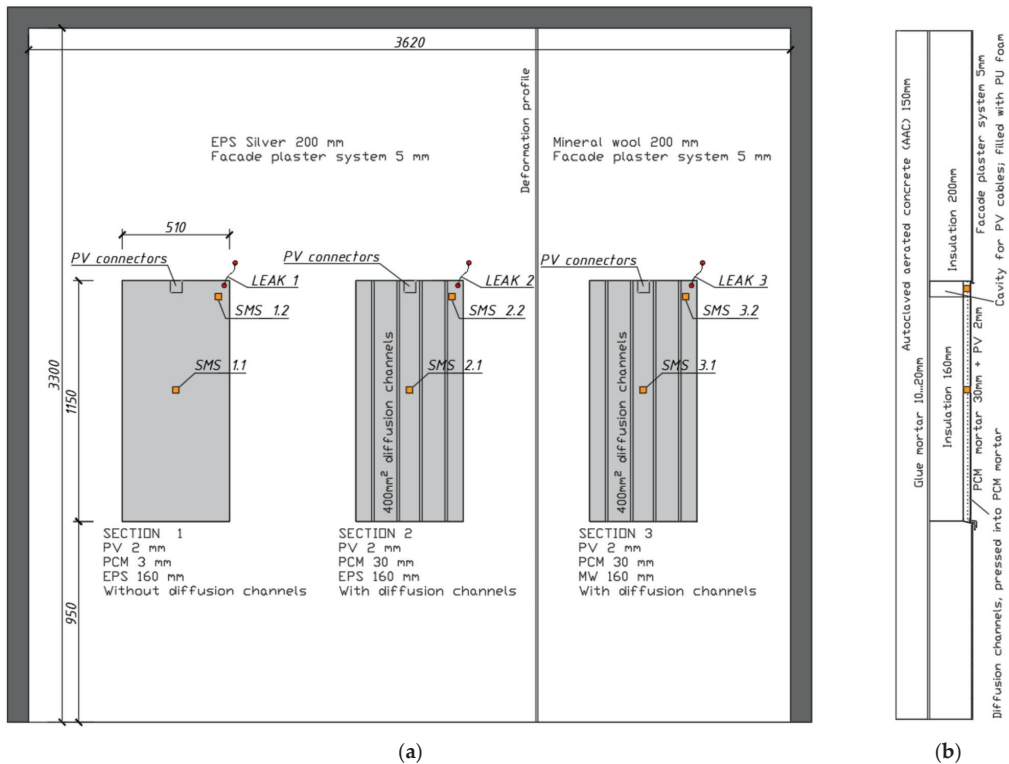 3620
Deformation profile
EPS Silver 200 mm
Facade plaster system 5 mm
Mineral wool 200 mm
Facade plaster system 5 mm
510
PV connectors
LEAK 1
SMS 1.2
SMS 1.1
PV connectors
LEAK 2
SMS 2.2
SMS 2.1
400mm² diffusion channels
PV connectors
LEAK 3
SMS 3.2
SMS 3.1
400mm² diffusion channels
3300
1150
950
SECTION 1
PV 2 mm
PCM 3 mm
EPS 160 mm
Without diffusion channels
SECTION 2
PV 2 mm
PCM 30 mm
EPS 160 mm
With diffusion channels
SECTION 3
PV 2 mm
PCM 30 mm
MW 160 mm
With diffusion channels
(a)
Autoclaved aerated concrete (AAC) 150mm
Glue mortar 10...20mm
Insulation 200mm
Insulation 160mm
PCM mortar 30mm + PV 2mm
Facade plaster system 5mm
Cavity for PV cables; filled with PU foam
Diffusion channels, pressed into PCM mortar
(b)